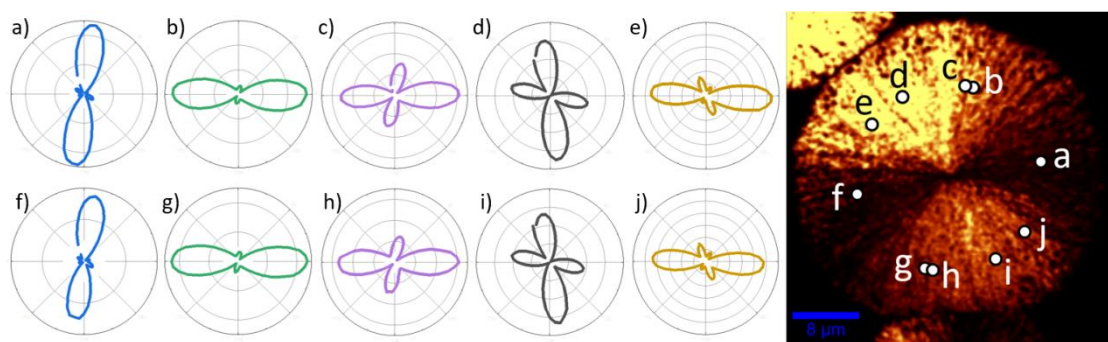 a) b) c) d) e)
f) g) h) i) j)
c b
d
e
a
f
j
g h i
8 µm